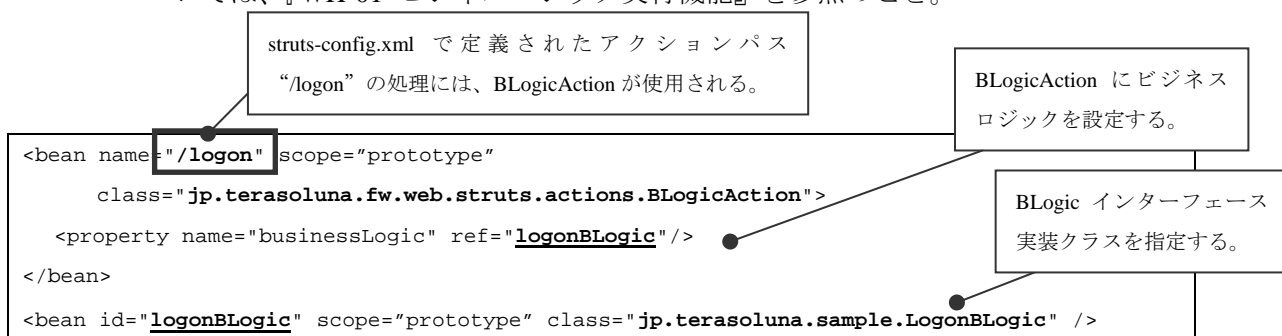 struts-config.xml で定義されたアクションパス
“/logon”の処理には、BLogicAction が使用される。
BLogicAction にビジネス
ロジックを設定する。
<bean name="/logon" scope=”prototype”
class="jp.terasoluna.fw.web.struts.actions.BLogicAction">
BLogic インターフェース
実装クラスを指定する。
<property name="businessLogic" ref="logonBLogic"/>
</bean>
<bean id="logonBLogic" scope="prototype” class="jp.terasoluna.sample.LogonBLogic" />